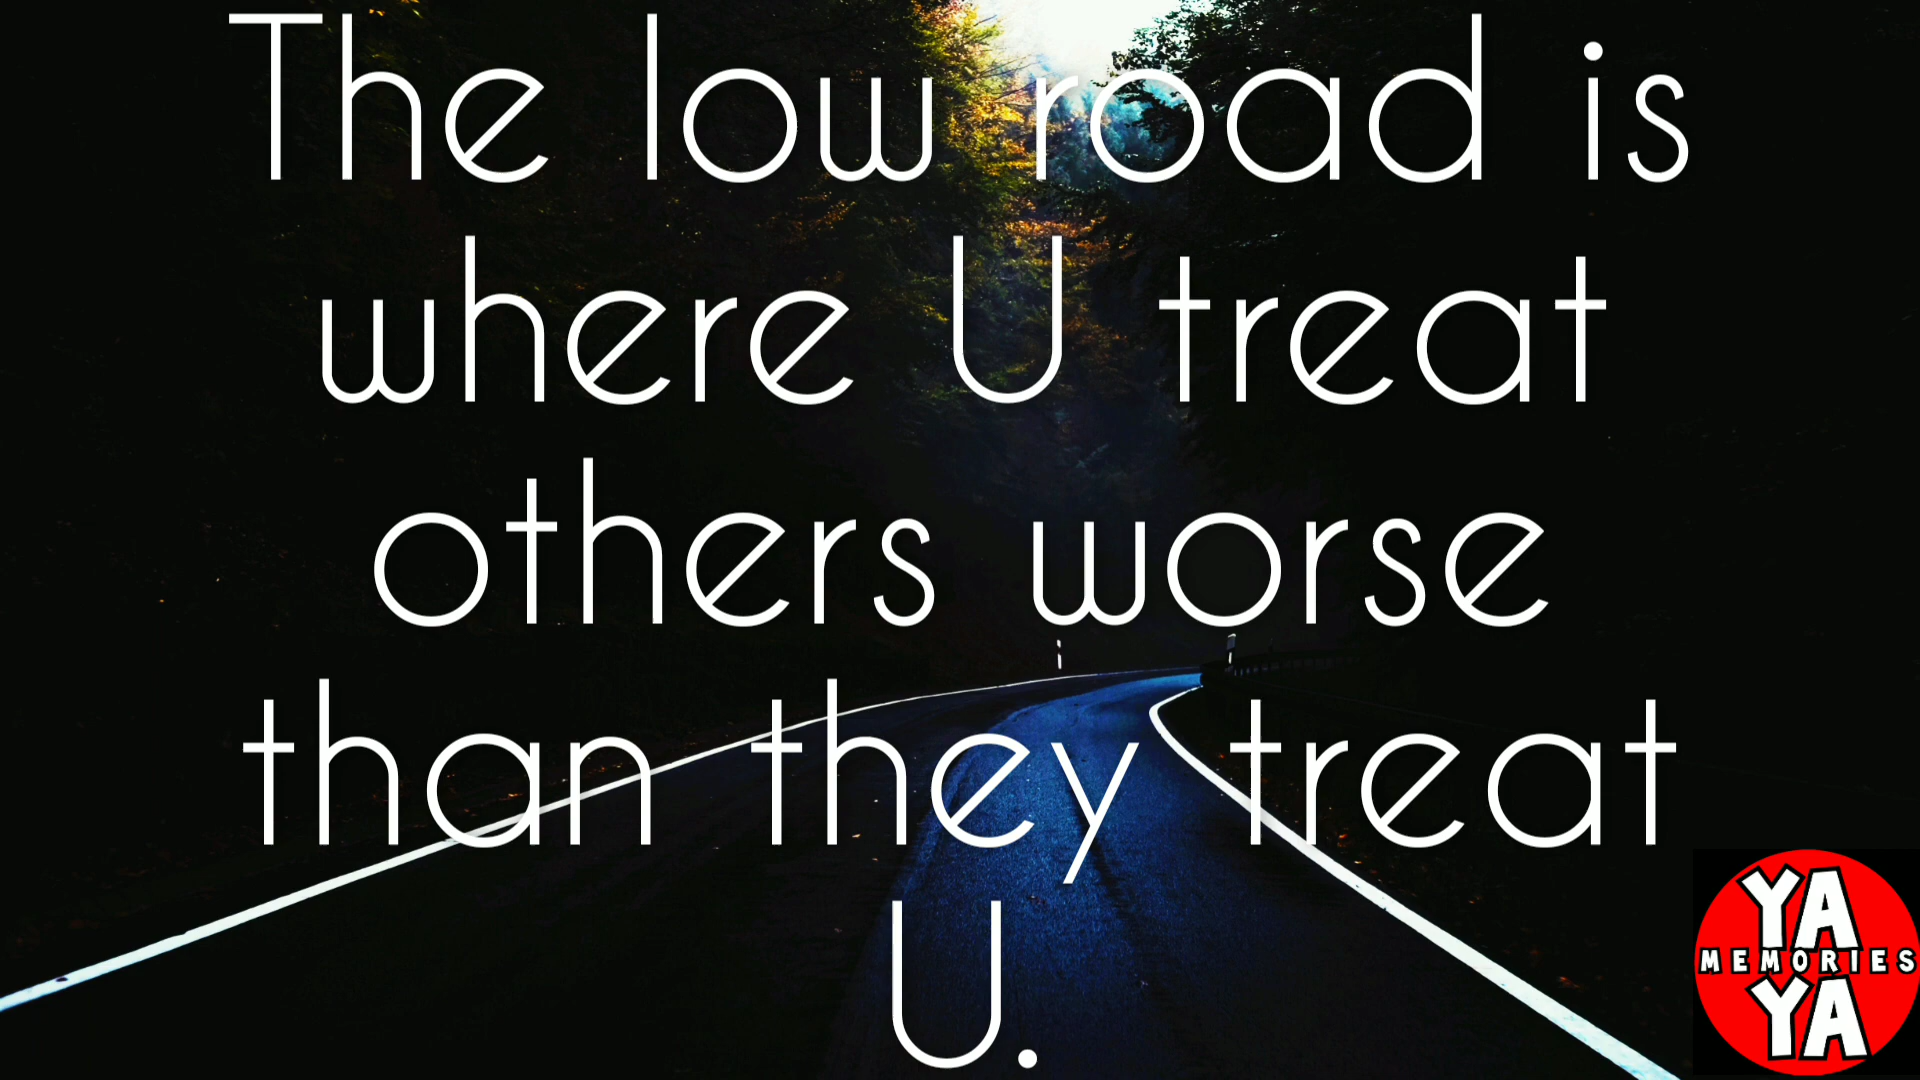 The low road is
where U treat
others worse
than they treat
U.
YA
MEMORIES
YA